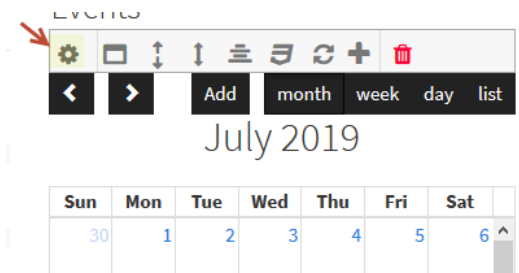 Events
Add month week day list
July 2019
Sun Mon Tue Wed Thu Fri Sat
30 1 2 3 4 5 6